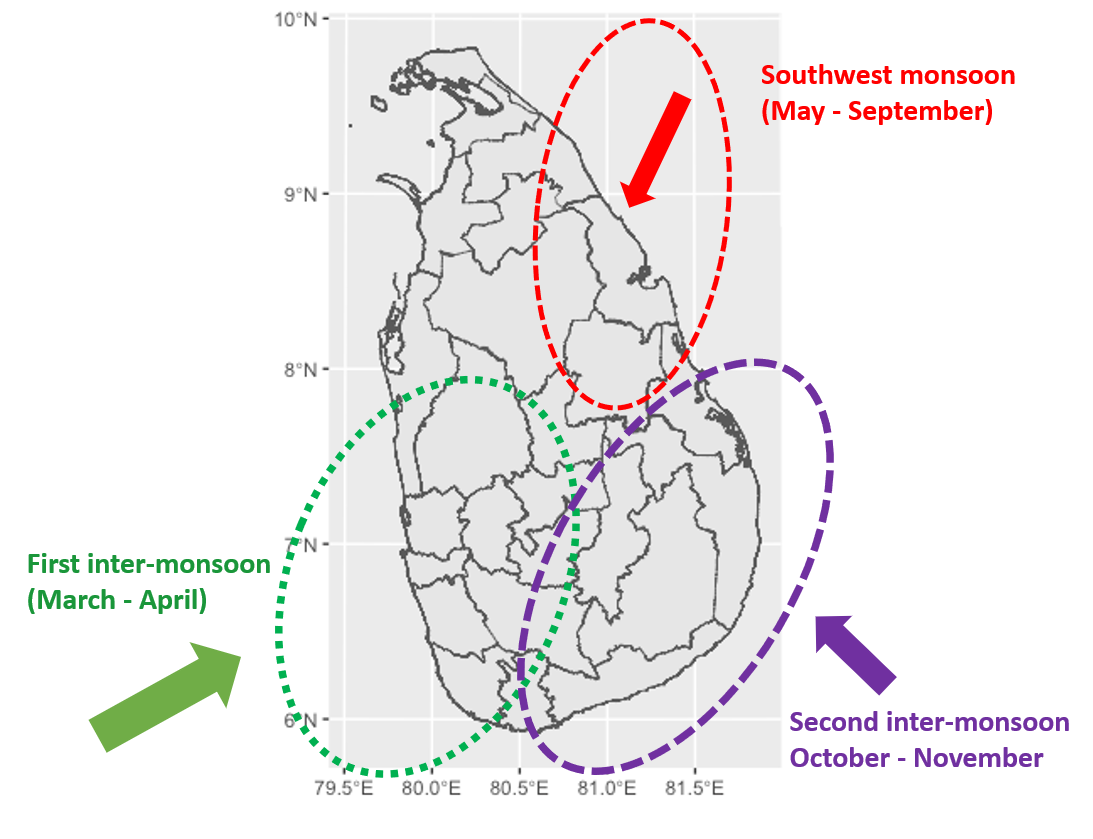 10°N
Southwest monsoon
(May - September)
9°N
8°N
First inter-monsoon
(March - April)
7°N
6°N
Second inter-monsoon
October - November
79.5°E 80.0°E 80.5°E 81.0°E 81.5°E